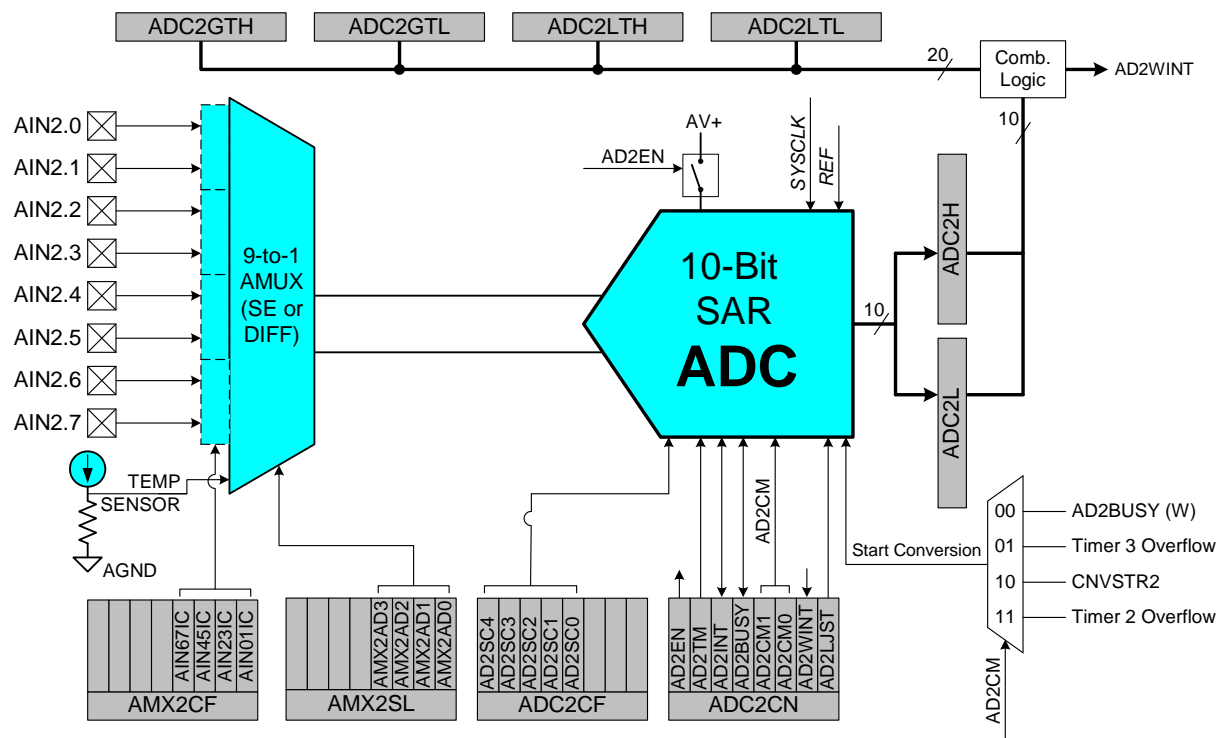 ADC2GTH
ADC2GTL
ADC2LTH
ADC2LTL
20
Comb.
Logic
AD2WINT
10
AIN2.0
AIN2.1
AIN2.2
AIN2.3
AIN2.4
AIN2.5
AIN2.6
AIN2.7
9-to-1
AMUX
(SE or
DIFF)
AV+
AD2EN
SYSCLK
REF
10-Bit
SAR
ADC
10
ADC2H
ADC2L
TEMP
SENSOR
AGND
AD2CM
Start Conversion
00
AD2BUSY (W)
01
Timer 3 Overflow
10
CNVSTR2
11
Timer 2 Overflow
AD2CM
AIN67IC
AIN45IC
AIN23IC
AIN01IC
AMX2CF
AMX2AD3
AMX2AD2
AMX2AD1
AMX2AD0
AMX2SL
AD2SC4
AD2SC3
AD2SC2
AD2SC1
AD2SC0
ADC2CF
AD2EN
AD2TM
AD2INT
AD2BUSY
AD2CM1
AD2CM0
AD2WINT
AD2LJST
ADC2CN